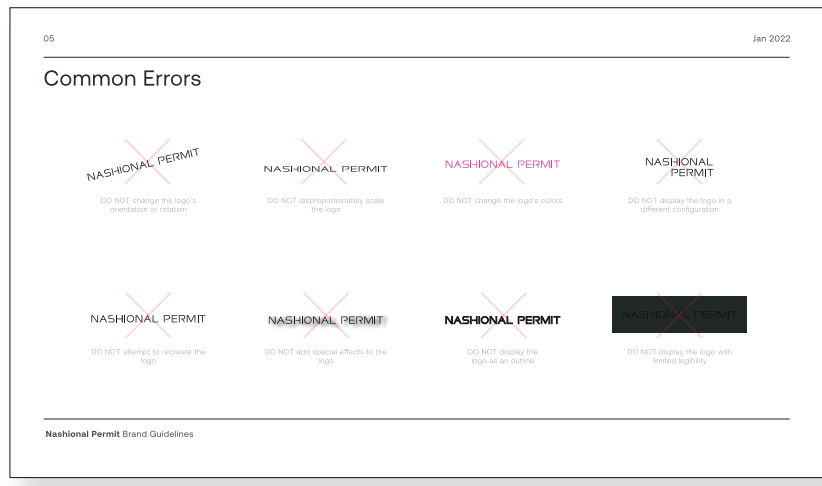 05
Jan 2022
Common Errors
NASHIONAL PERMIT
DO NOT change the logo's
orientation or rotation
NASHIONAL PERMIT
DO NOT disproportionately scale
the logo
NASHIONAL PERMIT
DO NOT change the logo's colors
NASHIONAL
PERMIT
DO NOT display the logo in a
different configuration
NASHIONAL PERMIT
DO NOT attempt to recreate the
logo
NASHIONAL PERMIT
DO NOT add special effects to the
logo
NASHIONAL PERMIT
DO NOT display the
logo as an outline
NASHIONAL PERMIT
DO NOT display the logo with
limited legibility
Nashional Permit Brand Guidelines